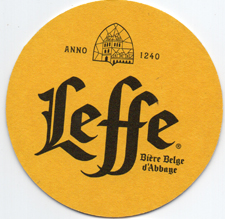 ANNO 1240
Leffe®
Bière Belge
d'Abbaye